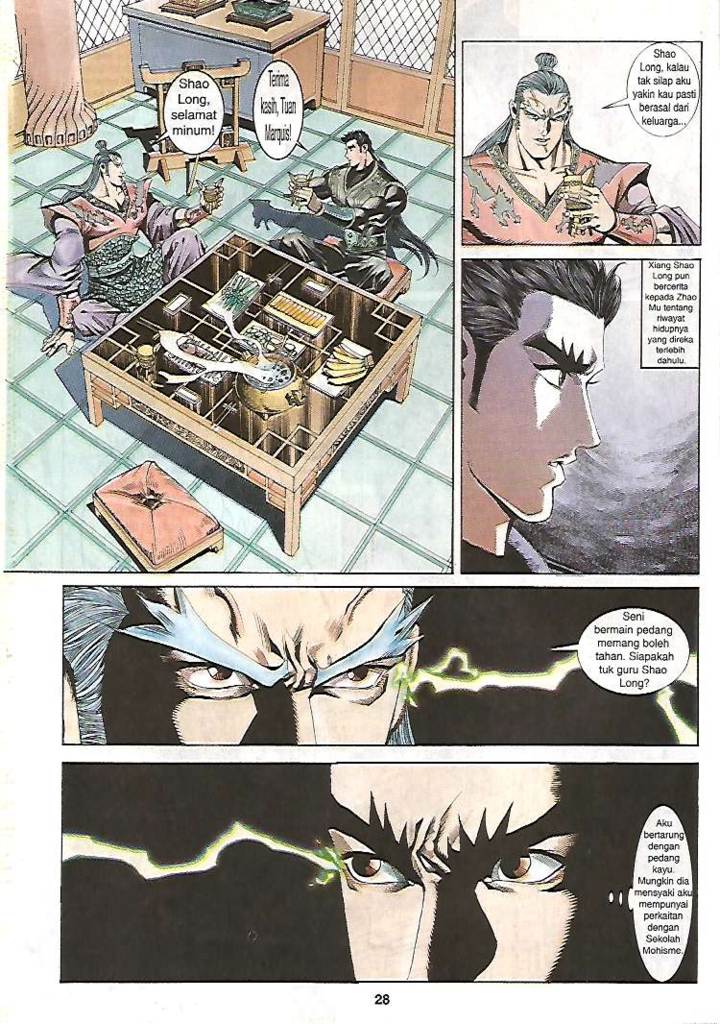 Shao
Long,
selamat
minum!
Terima
kasih, Tuan
Marquis!
Shao
Long, kalau
tak silap aku
yakin kau pasti
berasal dari
keluarga...
Xiang Shao
Long pun
bercerita
kepada Zhao
Mu tentang
riwayat
hidupnya
yang direka
terlebih
dahulu.
Seni
bermain pedang
memang boleh
tahan. Siapakah
tuk guru Shao
Long?
Aku
bertarung
dengan
pedang
kayu.
Mungkin dia
mensyaki aku
mempunyai
perkaitan
dengan
Sekolah
Mohisme.
28